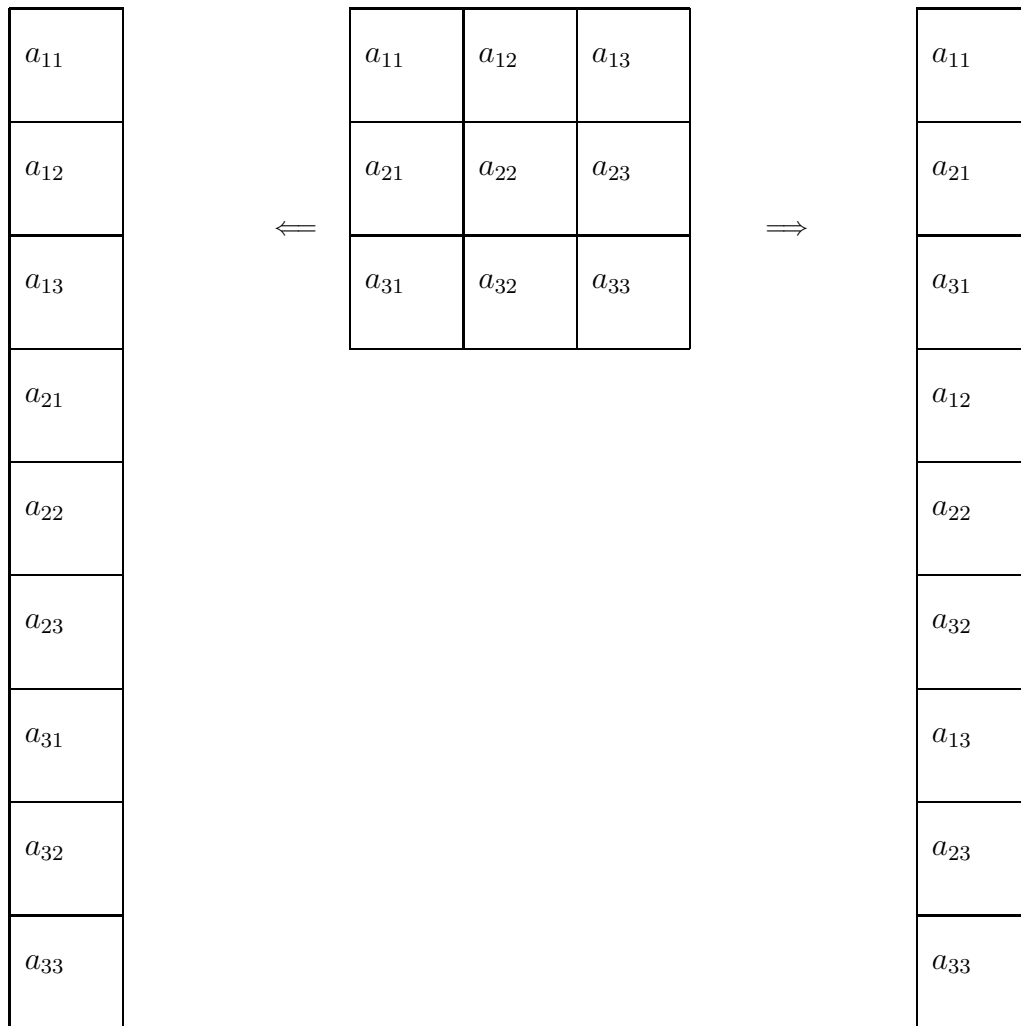 a₁₁ a₁₁ a₁₂ a₁₃ a₁₁
a₁₂ a₂₁ a₂₂ a₂₃ a₂₁
⟸ ⟹
a₁₃ a₃₁ a₃₂ a₃₃ a₃₁
a₂₁ a₁₂
a₂₂ a₂₂
a₂₃ a₃₂
a₃₁ a₁₃
a₃₂ a₂₃
a₃₃ a₃₃